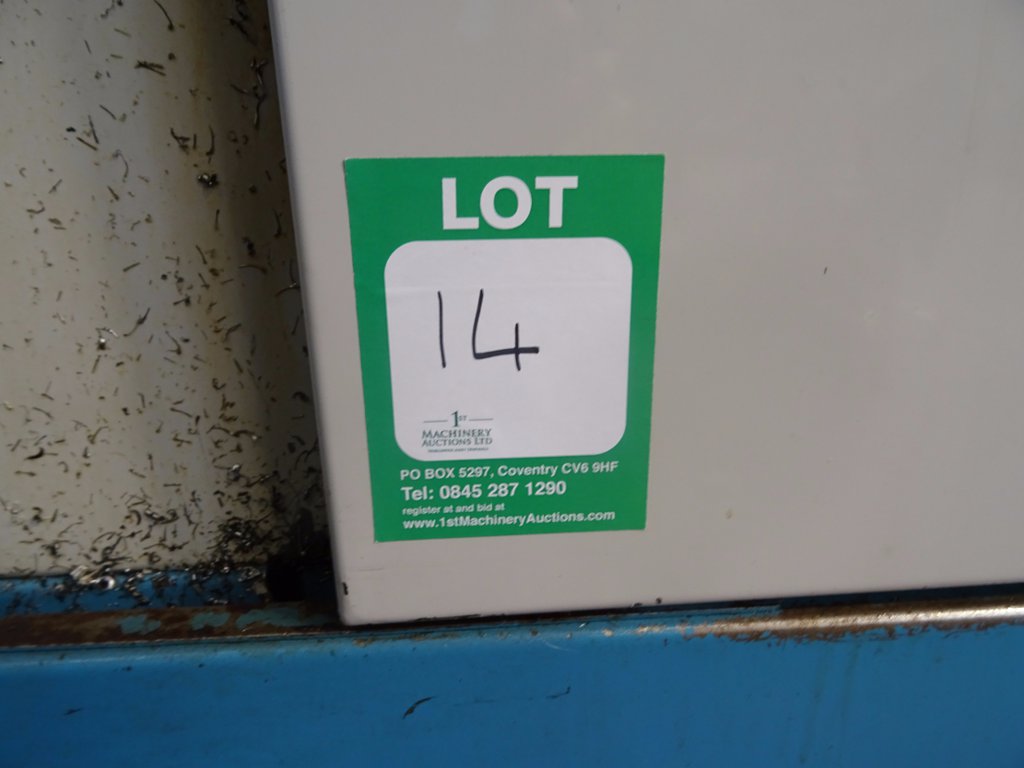 LOT
14
1ST
MACHINERY
AUCTIONS LTD
PO BOX 5297, Coventry CV6 9HF
Tel: 0845 287 1290
register at and bid at
www.1stMachineryAuctions.com